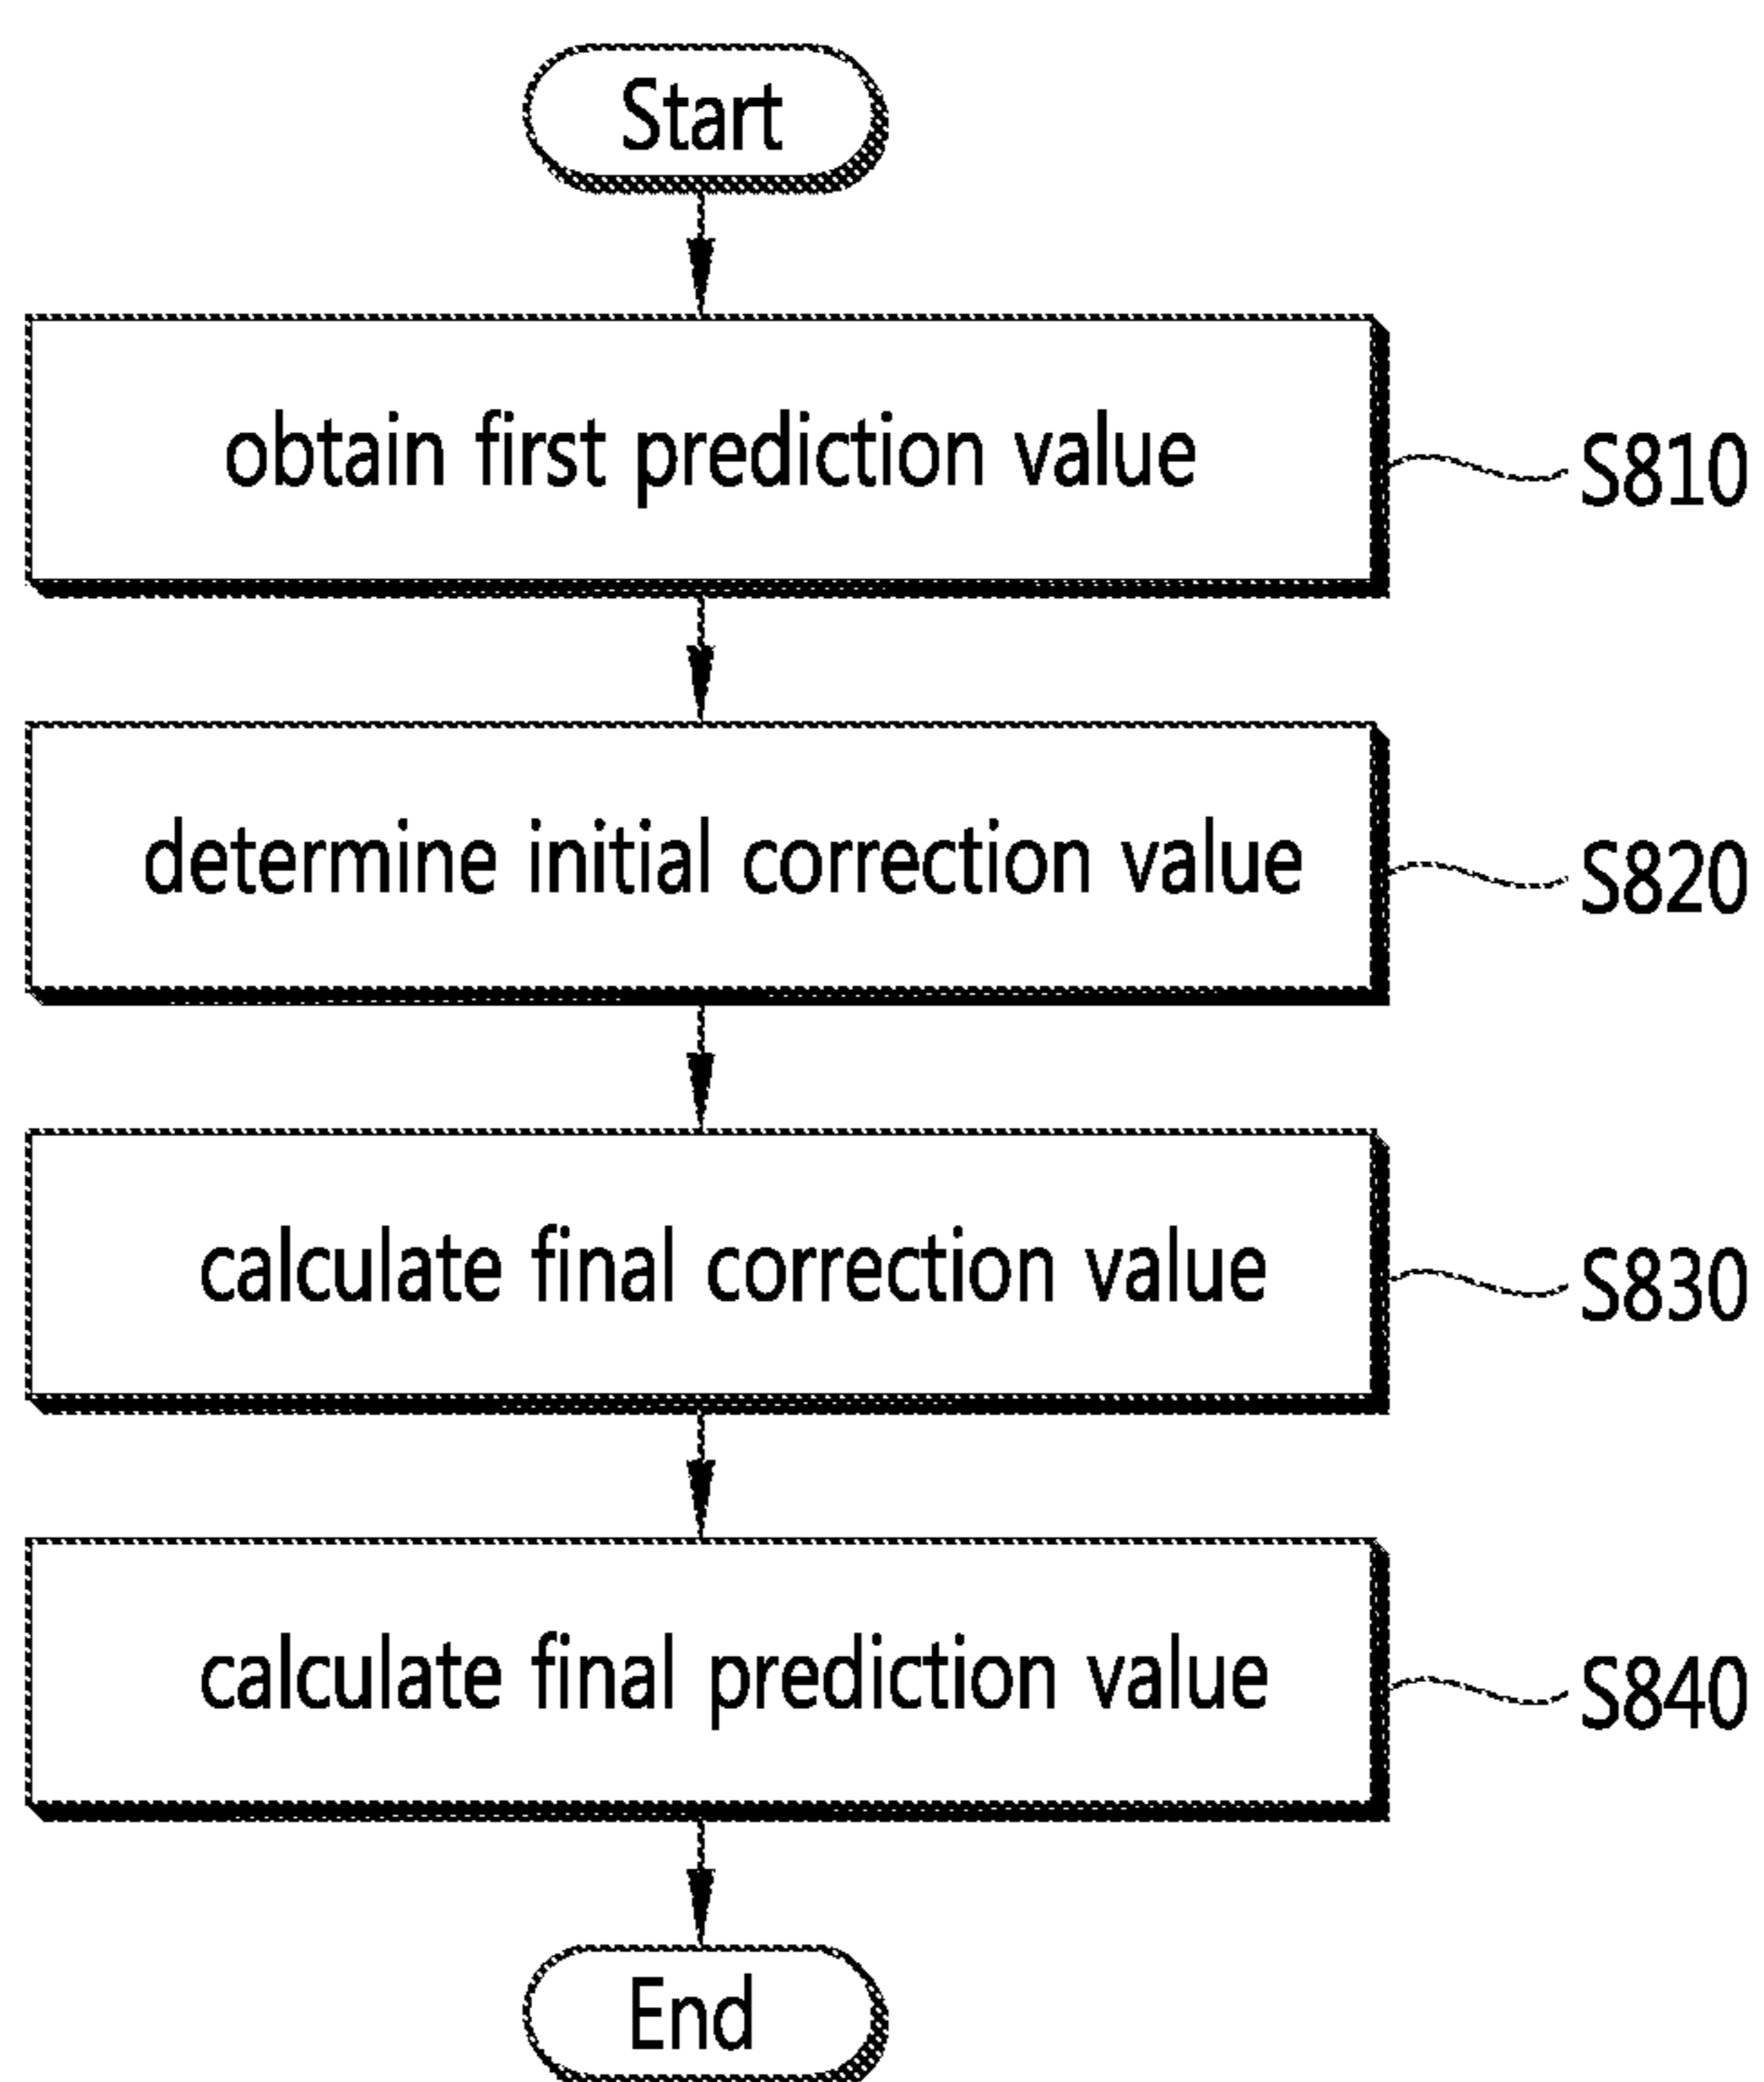 Start
obtain first prediction value
S810
determine initial correction value
S820
calculate final correction value
S830
calculate final prediction value
S840
End